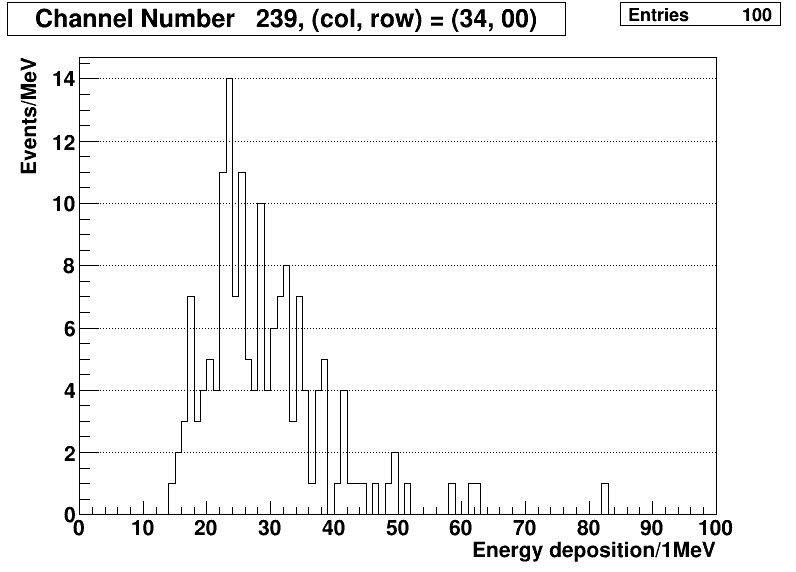 Channel Number 239, (col, row) = (34, 00)
Entries 100
Events/MeV
14
12
10
8
6
4
2
0
0 10 20 30 40 50 60 70 80 90 100
Energy deposition/1MeV